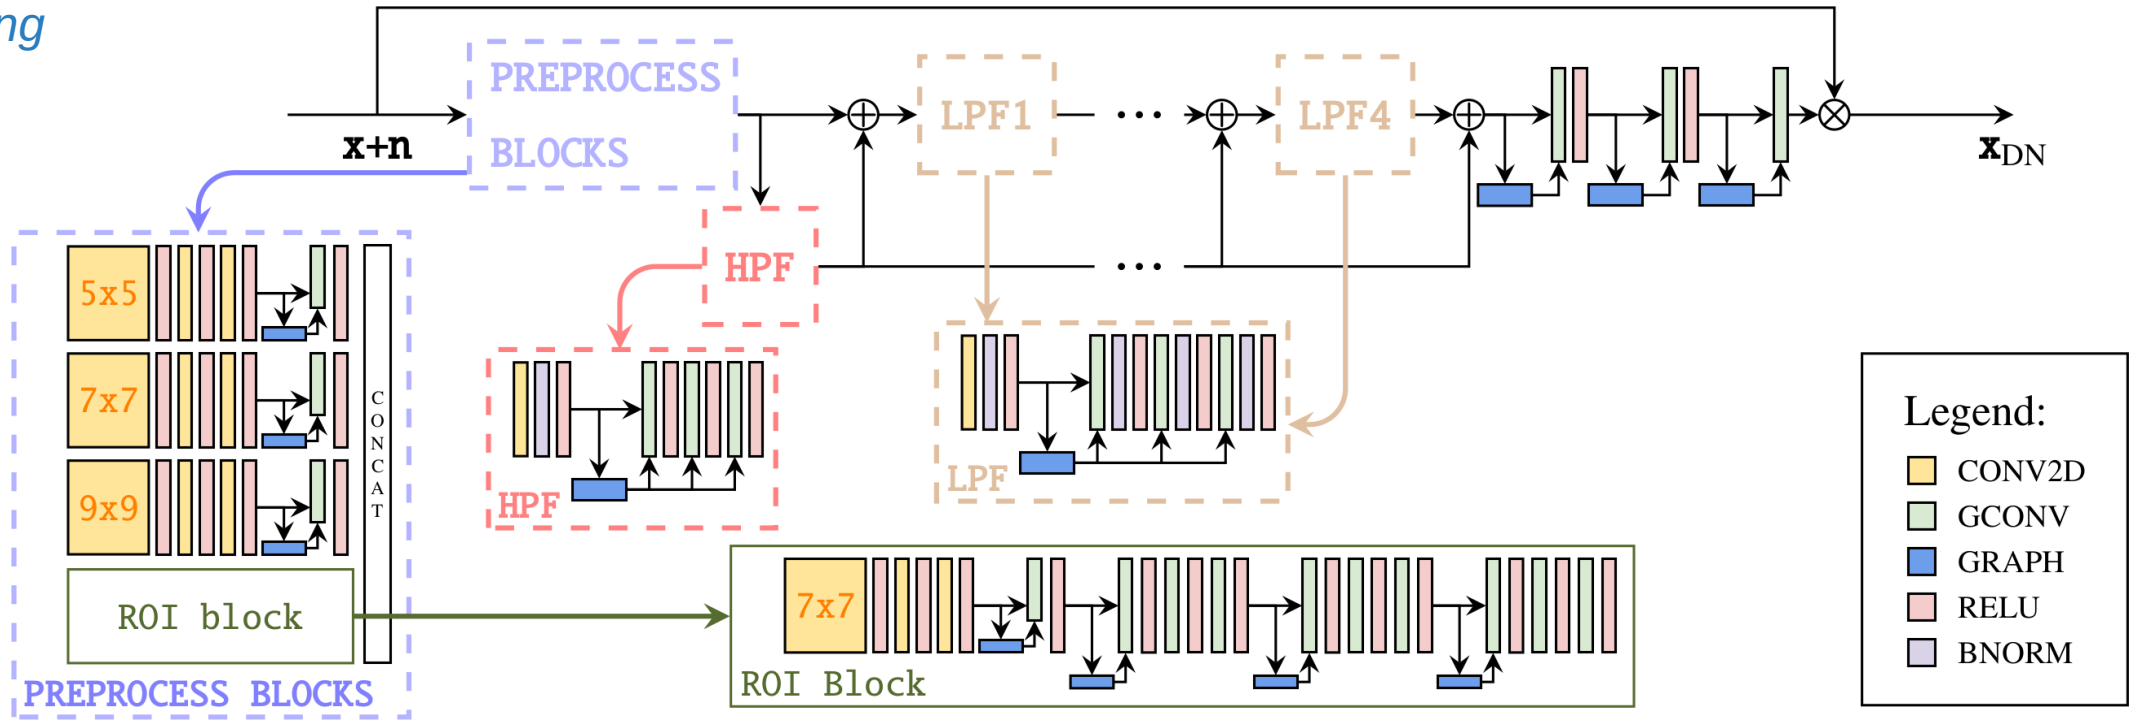 ng
PREPROCESS
BLOCKS
LPF1
...
LPF4
x+n
xDN
HPF
...
5x5
7x7
9x9
CONCAT
ROI block
PREPROCESS BLOCKS
HPF
LPF
7x7
ROI Block
Legend:
CONV2D
GCONV
GRAPH
RELU
BNORM